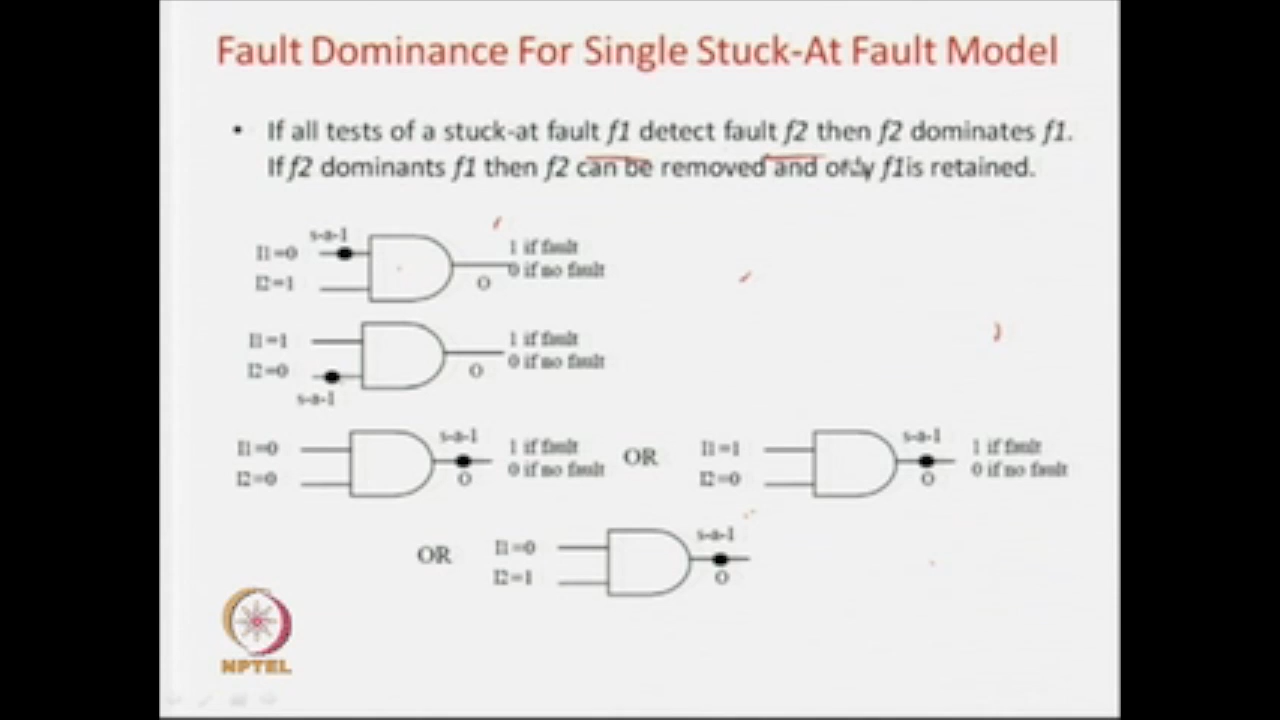 Fault Dominance For Single Stuck-At Fault Model
• If all tests of a stuck-at fault f1 detect fault f2 then f2 dominates f1.
If f2 dominants f1 then f2 can be removed and only f1is retained.
s-a-1
I1=0
1 if fault
0 if no fault
I2=1
O
I1=1
1 if fault
0 if no fault
I2=0
O
s-a-1
s-a-1
I1=0
1 if fault
0 if no fault
I2=0
O
OR
s-a-1
I1=1
1 if fault
0 if no fault
I2=0
O
OR
s-a-1
I1=0
I2=1
O
NPTEL